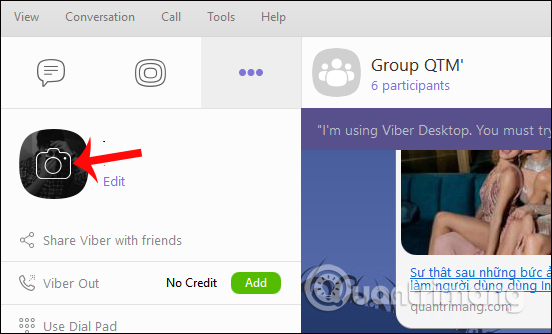 View Conversation Call Tools Help
Group QTM'
6 participants
"I'm using Viber Desktop. You must try
Edit
Share Viber with friends
Sự thật sau những bức ả
làm người dùng dùng In
Viber Out No Credit Add
quantrimang.com
Quantrimang
Use Dial Pad